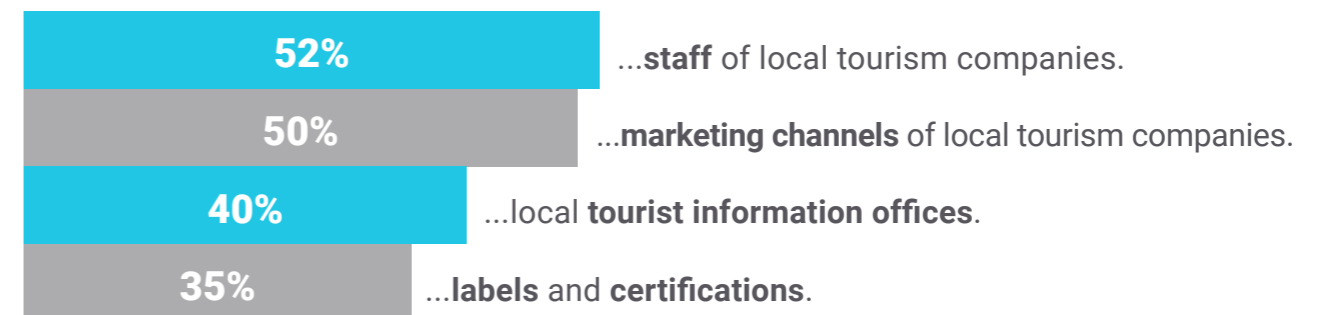 52% ...staff of local tourism companies.
50% ...marketing channels of local tourism companies.
40% ...local tourist information offices.
35% ...labels and certifications.